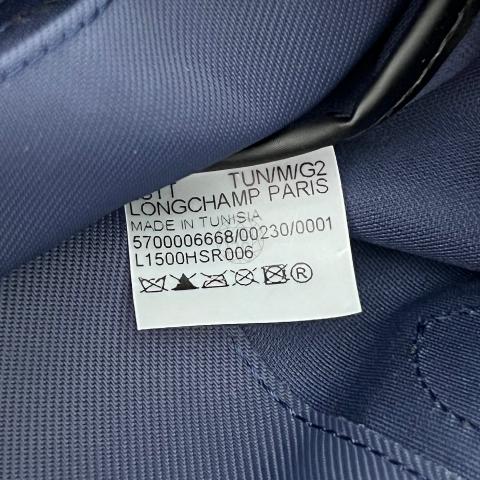 TUN/M/G2
LONGCHAMP PARIS
MADE IN TUNISIA
5700006668/00230/0001
L1500HSR006
®